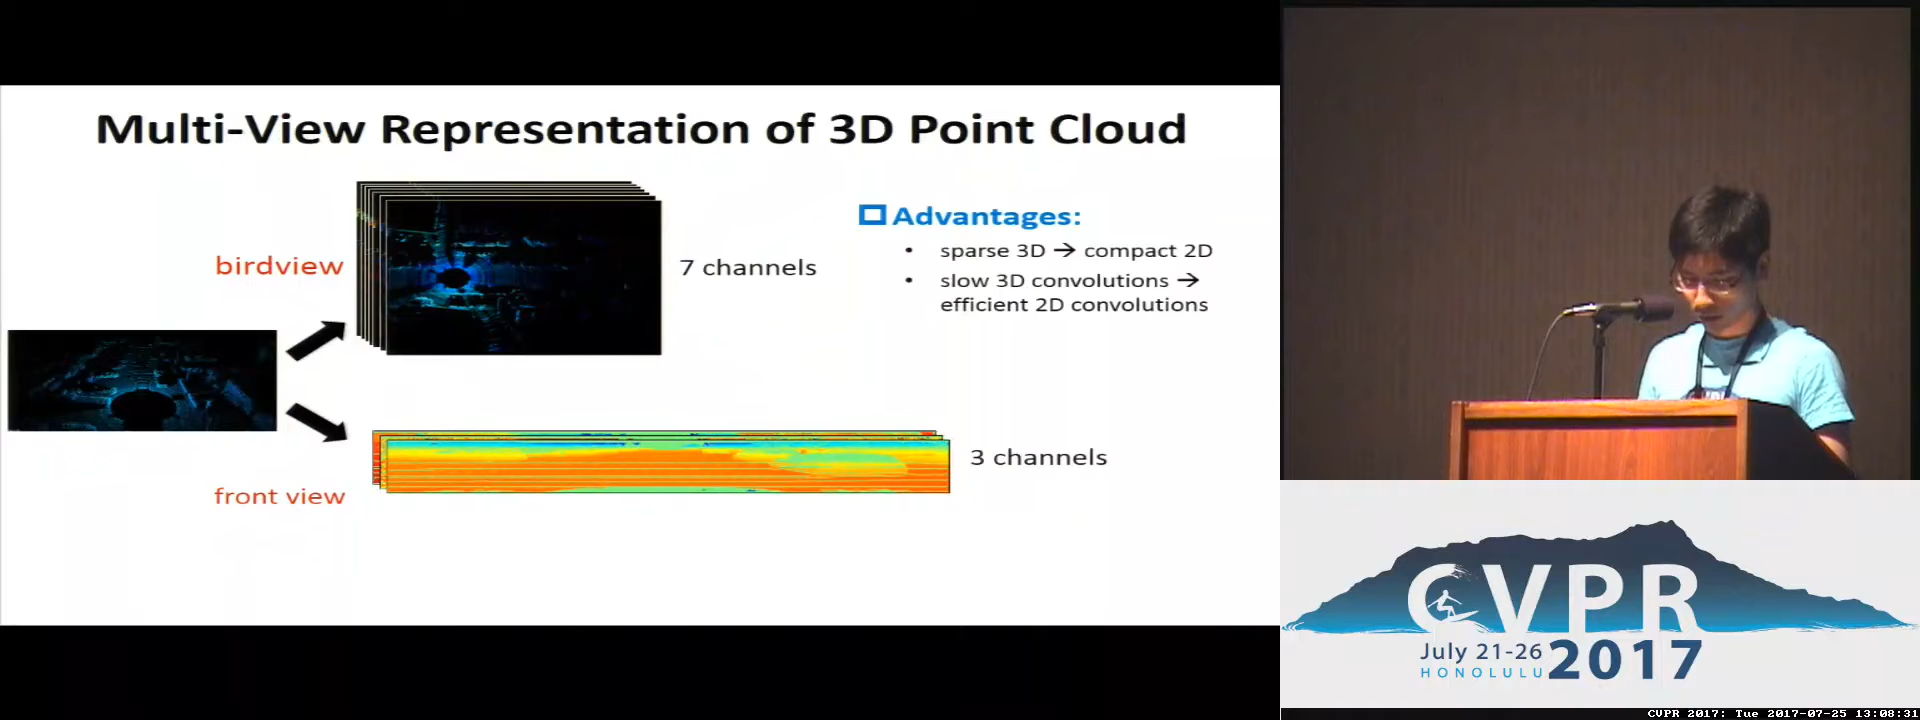 Multi-View Representation of 3D Point Cloud
birdview
7 channels
Advantages:
• sparse 3D → compact 2D
• slow 3D convolutions →
efficient 2D convolutions
front view
3 channels
CVPR
July 21-26
HONOLULU
2017
CVPR 2017: Tue 2017-07-25 13:08:31